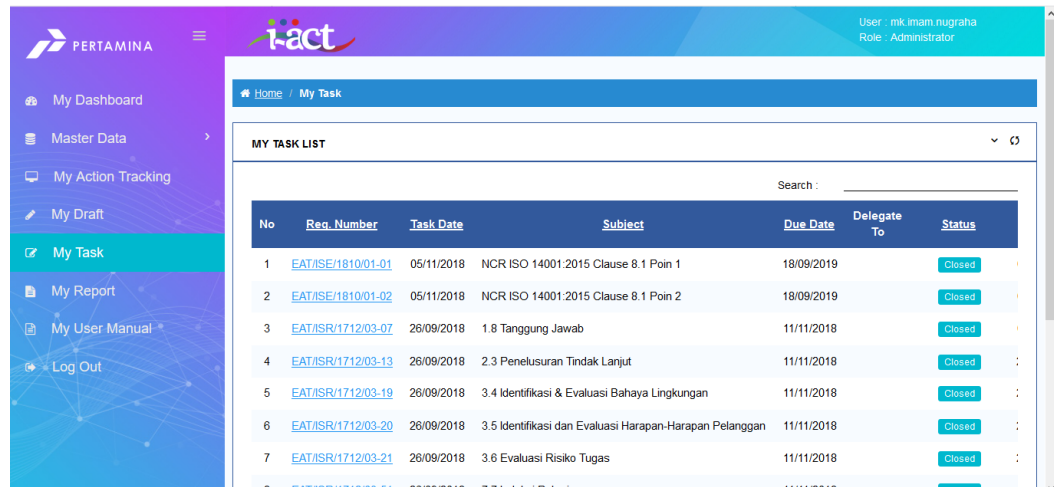 PERTAMINA
i-act
User : mk.imam.nugraha
Role : Administrator
My Dashboard
Master Data
My Action Tracking
My Draft
My Task
My Report
My User Manual
Log Out
Home / My Task
MY TASK LIST
Search :
No Req. Number Task Date Subject Due Date Delegate To Status
1 EAT/ISE/1810/01-01 05/11/2018 NCR ISO 14001:2015 Clause 8.1 Poin 1 18/09/2019 Closed
2 EAT/ISE/1810/01-02 05/11/2018 NCR ISO 14001:2015 Clause 8.1 Poin 2 18/09/2019 Closed
3 EAT/ISR/1712/03-07 26/09/2018 1.8 Tanggung Jawab 11/11/2018 Closed
4 EAT/ISR/1712/03-13 26/09/2018 2.3 Penelusuran Tindak Lanjut 11/11/2018 Closed
5 EAT/ISR/1712/03-19 26/09/2018 3.4 Identifikasi & Evaluasi Bahaya Lingkungan 11/11/2018 Closed
6 EAT/ISR/1712/03-20 26/09/2018 3.5 Identifikasi dan Evaluasi Harapan-Harapan Pelanggan 11/11/2018 Closed
7 EAT/ISR/1712/03-21 26/09/2018 3.6 Evaluasi Risiko Tugas 11/11/2018 Closed